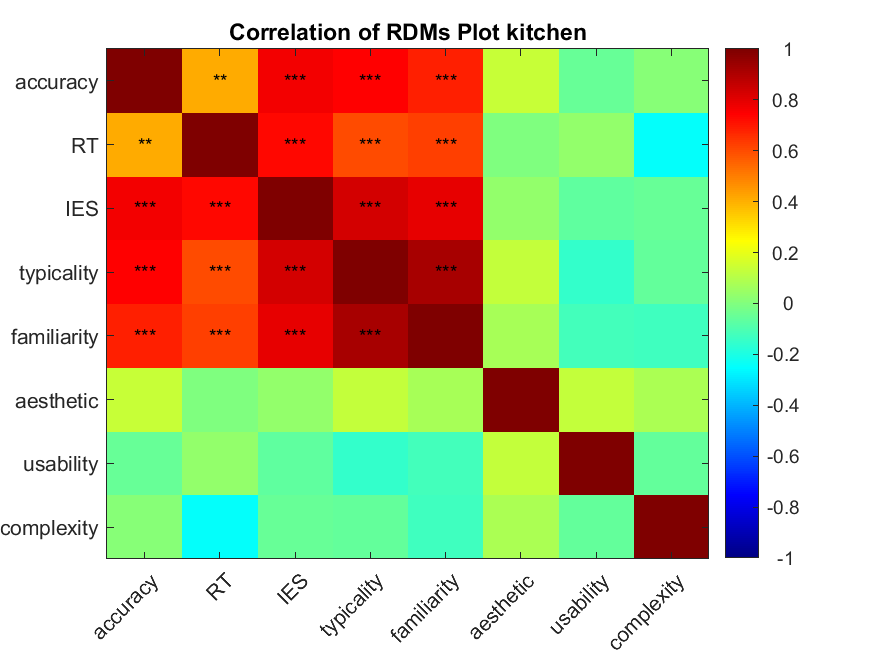 Correlation of RDMs Plot kitchen
accuracy ** *** *** ***
RT ** *** *** ***
IES *** *** *** ***
typicality *** *** *** ***
familiarity *** *** *** ***
aesthetic
usability
complexity
accuracy RT IES typicality familiarity aesthetic usability complexity
1
0.8
0.6
0.4
0.2
0
-0.2
-0.4
-0.6
-0.8
-1